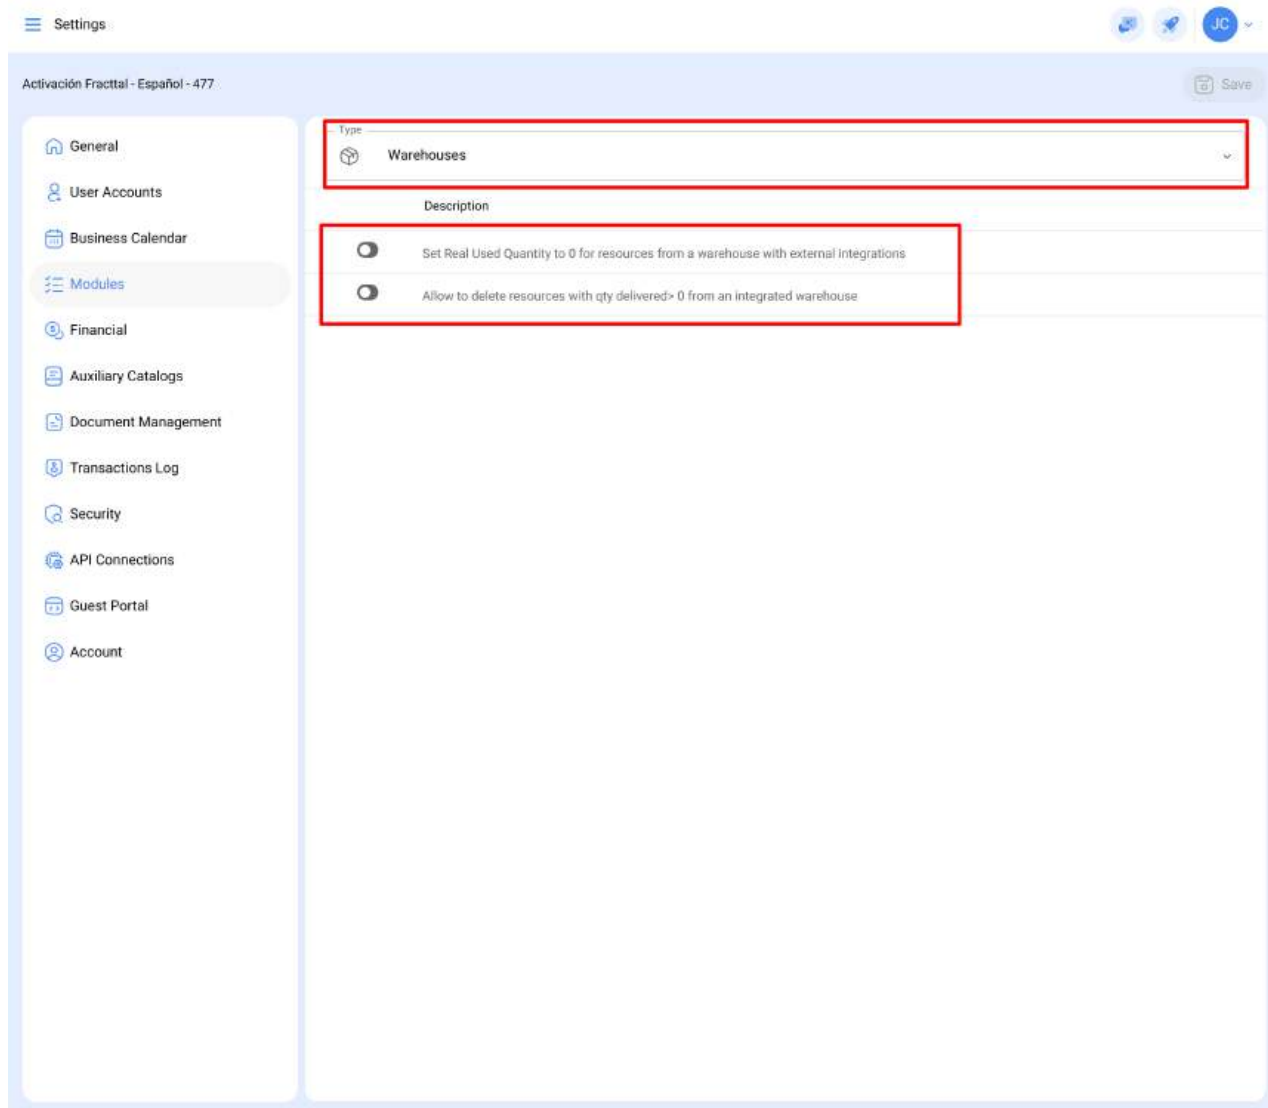 Settings
JC
Activación Fracttal - Español - 477
Save
General
User Accounts
Business Calendar
Modules
Financial
Auxiliary Catalogs
Document Management
Transactions Log
Security
API Connections
Guest Portal
Account
Type
Warehouses
Description
Set Real Used Quantity to 0 for resources from a warehouse with external integrations
Allow to delete resources with qty delivered> 0 from an integrated warehouse